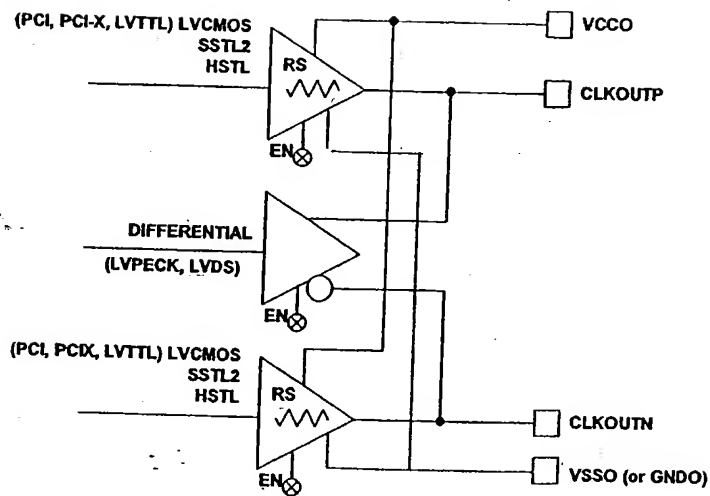 (PCI, PCI-X, LVTTL) LVCMOS
SSTL2
HSTL
RS
EN
VCCO
CLKOUTP
DIFFERENTIAL
(LVPECK, LVDS)
EN
(PCI, PCIX, LVTTL) LVCMOS
SSTL2
HSTL
RS
EN
CLKOUTN
VSSO (or GNDO)